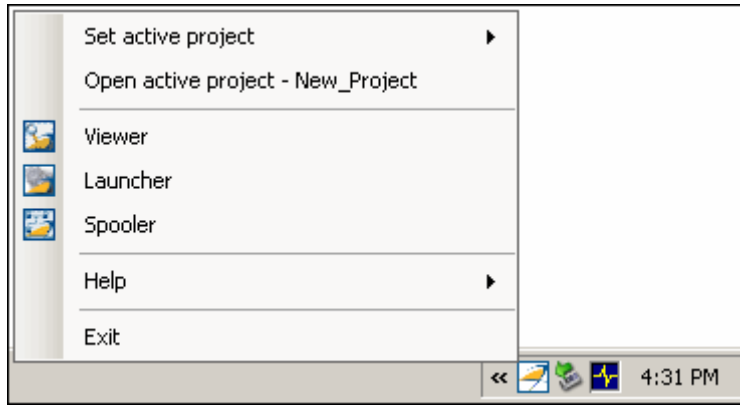 Set active project
Open active project - New_Project
Viewer
Launcher
Spooler
Help
Exit
« 4:31 PM